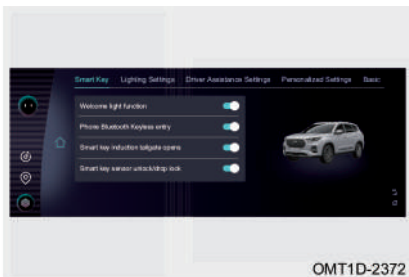 Smart Key Lighting Settings Driver Assistance Settings Personalized Settings Basic
Welcome light function
Phone Bluetooth Keyless entry
Smart key induction tailgate opens
Smart key sensor unlock/drop lock
OMT1D-2372